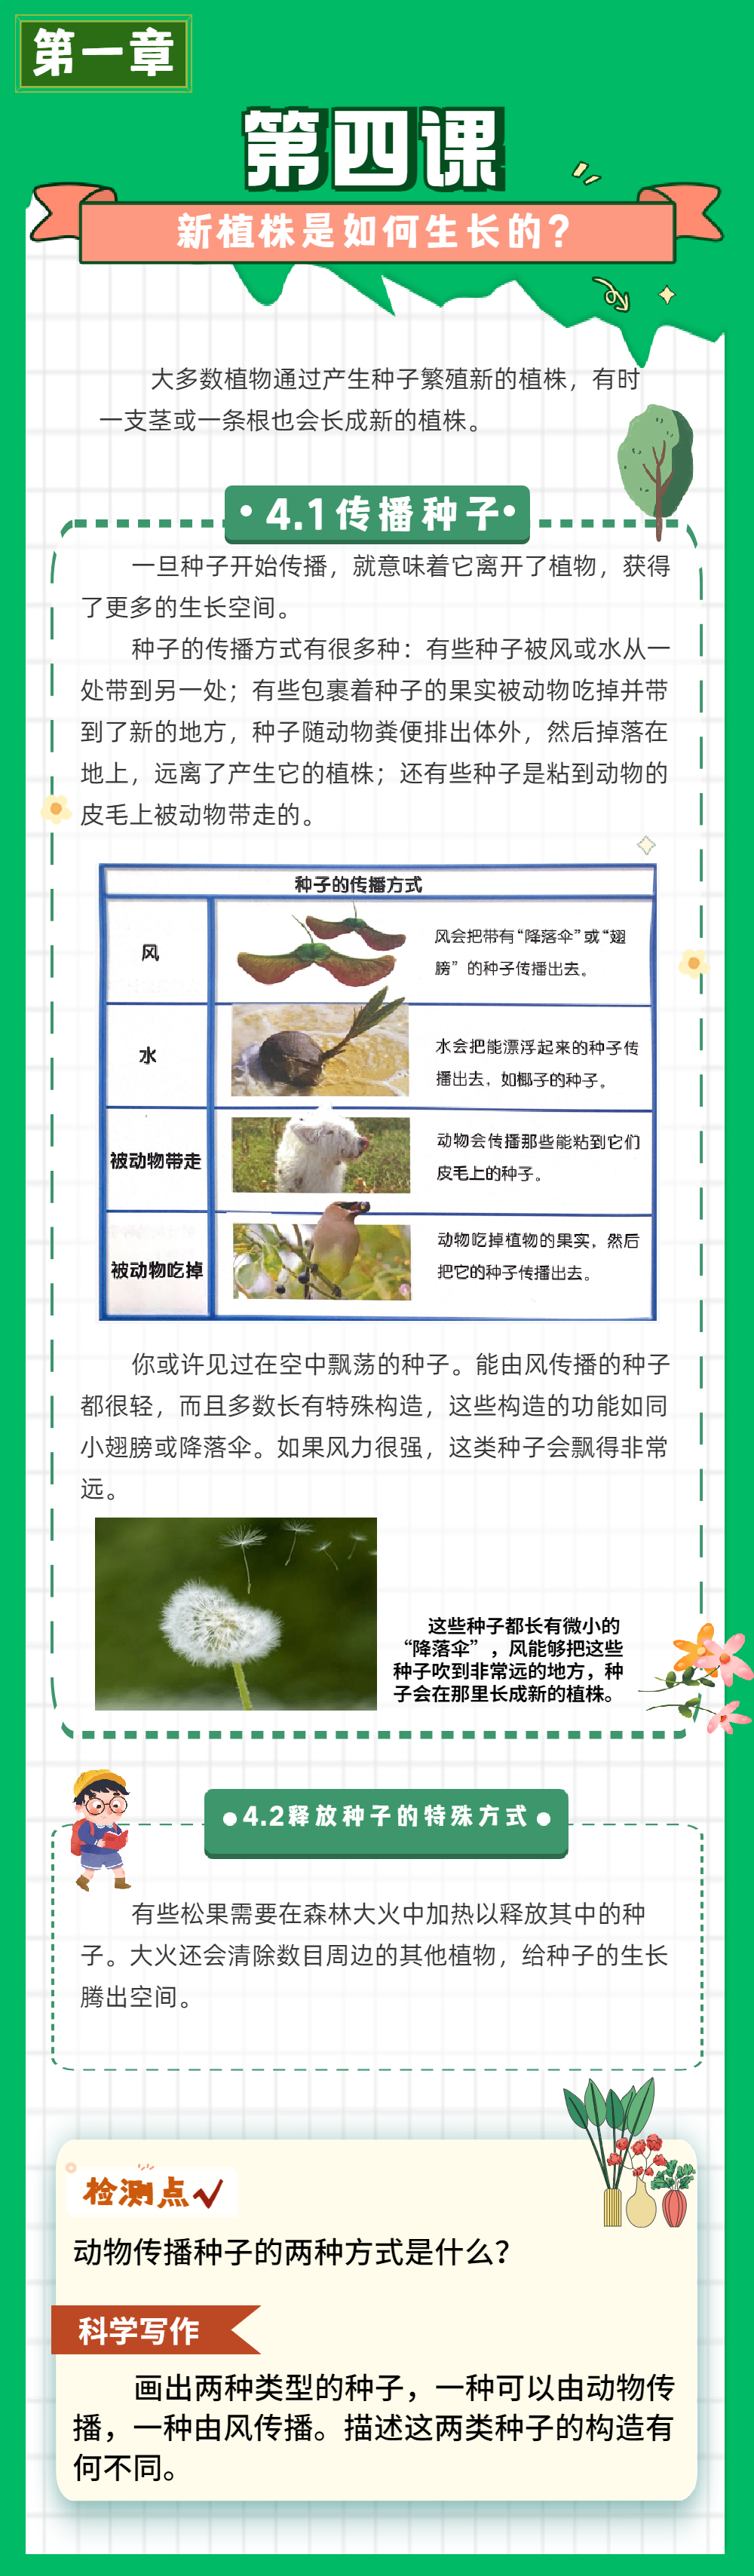 第一章
第四课
新植株是如何生长的?
大多数植物通过产生种子繁殖新的植株，有时
一支茎或一条根也会长成新的植株。
4.1传播种子
一旦种子开始传播，就意味着它离开了植物，获得
了更多的生长空间。
种子的传播方式有很多种：有些种子被风或水从一
处带到另一处；有些包裹着种子的果实被动物吃掉并带
到了新的地方，种子随动物粪便排出体外，然后掉落在
地上，远离了产生它的植株；还有些种子是粘到动物的
皮毛上被动物带走的。
种子的传播方式
风
风会把带有“降落伞”或“翅
膀”的种子传播出去。
水
水会把能漂浮起来的种子传
播出去，如椰子的种子。
被动物带走
动物会传播那些能粘到它们
皮毛上的种子。
被动物吃掉
动物吃掉植物的果实，然后
把它的种子传播出去。
你或许见过在空中飘荡的种子。能由风传播的种子
都很轻，而且多数长有特殊构造，这些构造的功能如同
小翅膀或降落伞。如果风力很强，这类种子会飘得非常
远。
这些种子都长有微小的
“降落伞”，风能够把这些
种子吹到非常远的地方，种
子会在那里长成新的植株。
4.2释放种子的特殊方式
有些松果需要在森林大火中加热以释放其中的种
子。大火还会清除数目周边的其他植物，给种子的生长
腾出空间。
检测点
动物传播种子的两种方式是什么?
科学写作
画出两种类型的种子，一种可以由动物传
播，一种由风传播。描述这两类种子的构造有
何不同。